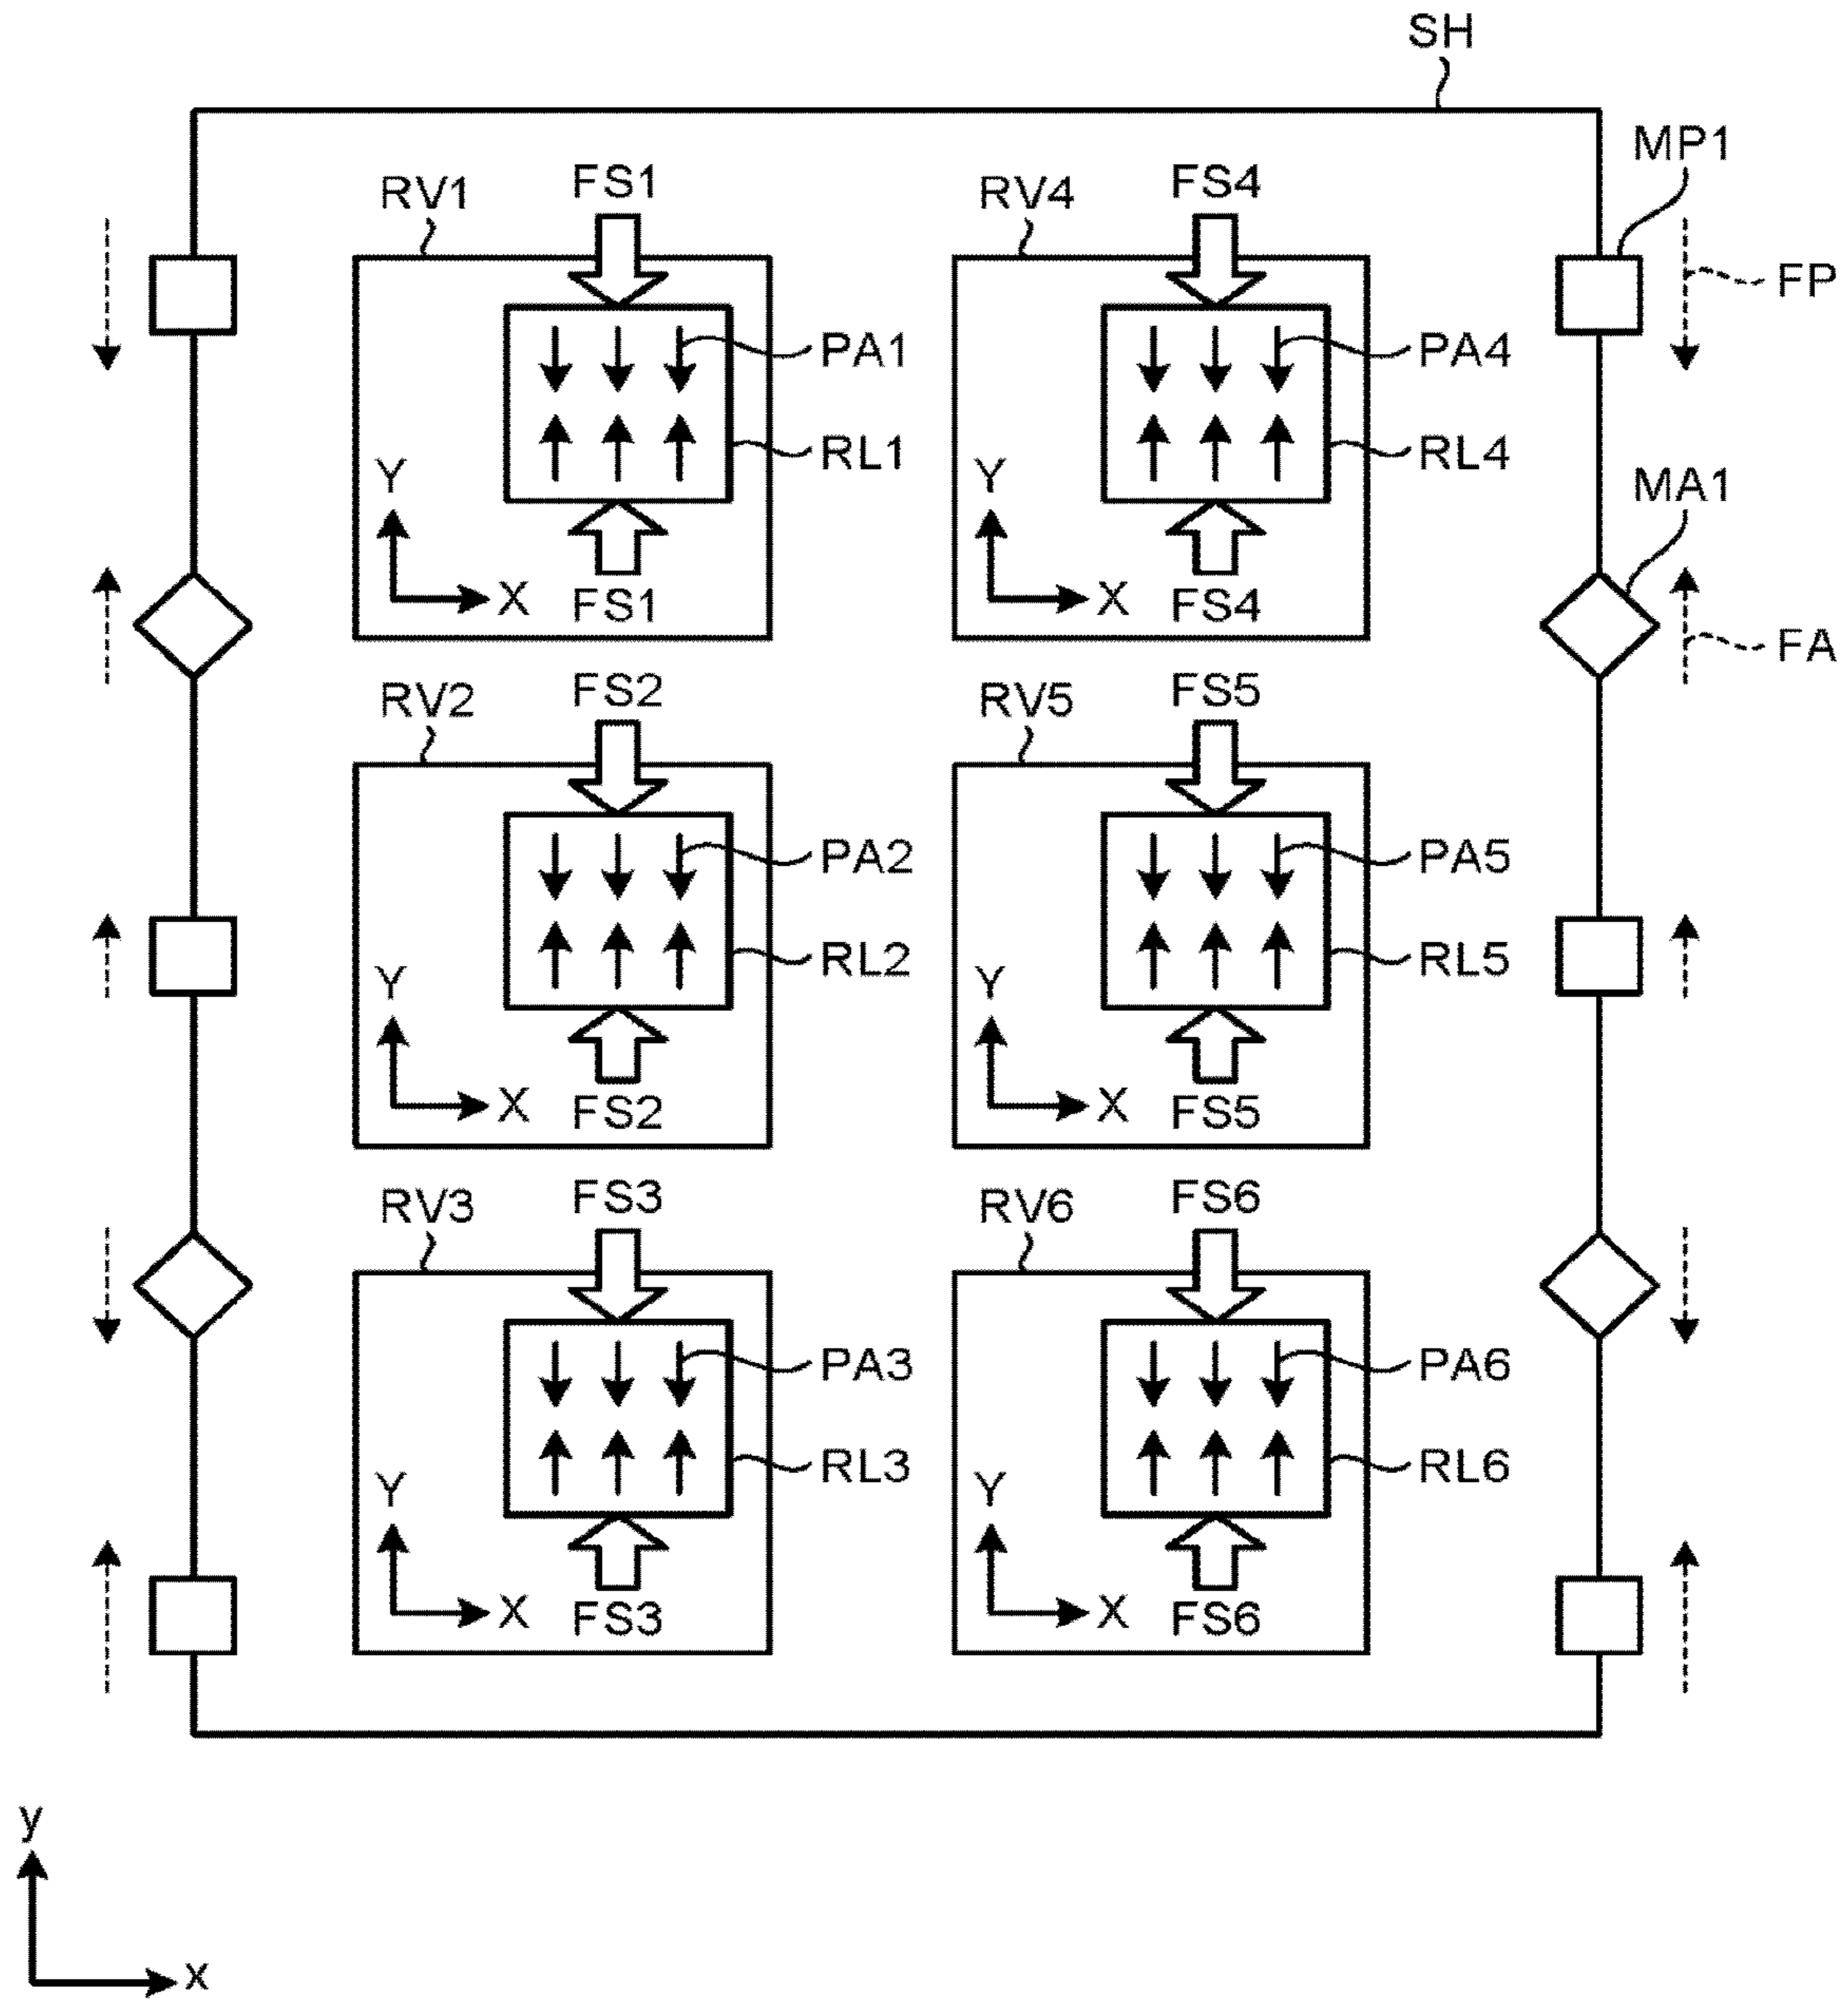 SH
MP1
RV1 FS1 RV4 FS4
FP
PA1 PA4
RL1 RL4
Y Y
MA1
X FS1 X FS4
FA
RV2 FS2 RV5 FS5
PA2 PA5
RL2 RL5
Y Y
X FS2 X FS5
RV3 FS3 RV6 FS6
PA3 PA6
RL3 RL6
Y Y
X FS3 X FS6
y
x